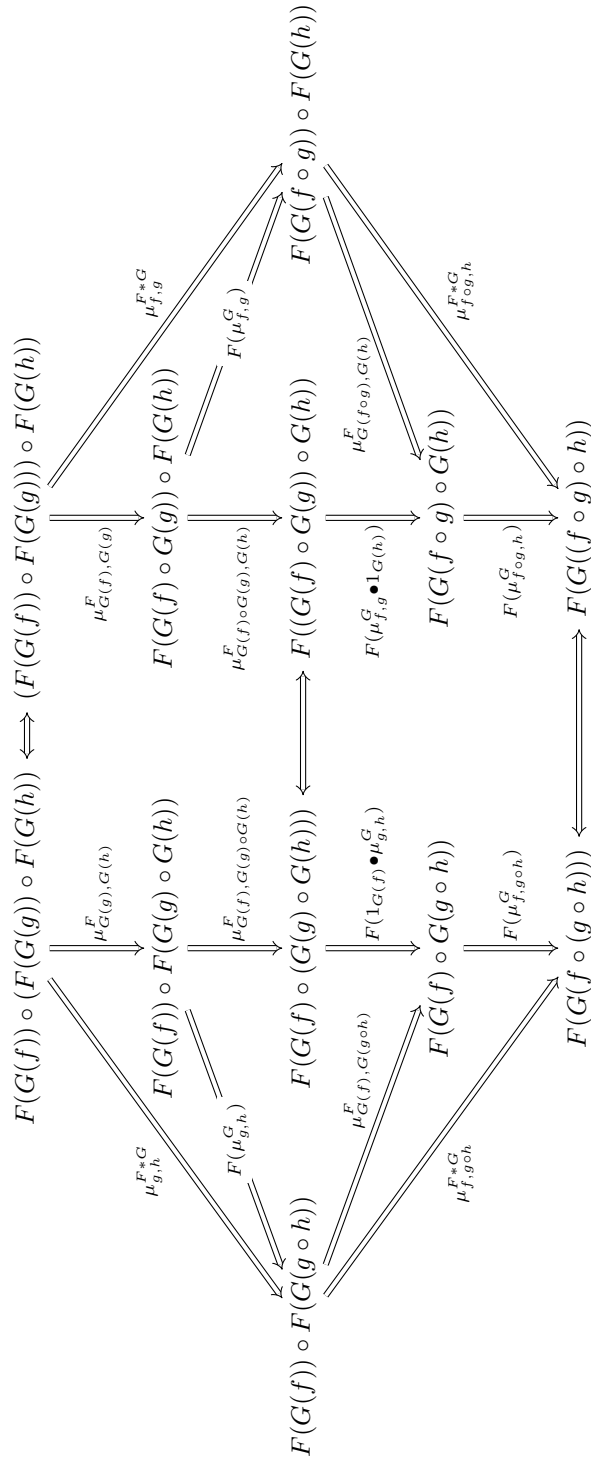 F(G(f)) ∘ (F(G(g)) ∘ F(G(h)) ⟺ (F(G(f)) ∘ F(G(g))) ∘ F(G(h))
μ^{F*G}_{g,h} μ^F_{G(g),G(h)} μ^F_{G(f),G(g)} μ^{F*G}_{f,g}
F(G(f)) ∘ F(G(g) ∘ G(h)) F(G(f) ∘ G(g)) ∘ F(G(h))
F(μ^G_{g,h}) μ^F_{G(f),G(g)∘G(h)} μ^F_{G(f)∘G(g),G(h)} F(μ^G_{f,g})
F(G(f)) ∘ F(G(g ∘ h)) F(G(f) ∘ (G(g) ∘ G(h))) ⟺ F((G(f) ∘ G(g)) ∘ G(h)) F(G(f ∘ g)) ∘ F(G(h))
μ^F_{G(f),G(g∘h)} F(1_{G(f)} • μ^G_{g,h}) F(μ^G_{f,g} • 1_{G(h)}) μ^F_{G(f∘g),G(h)}
F(G(f) ∘ G(g ∘ h)) F(G(f ∘ g) ∘ G(h))
μ^{F*G}_{f,g∘h} F(μ^G_{f,g∘h}) F(μ^G_{f∘g,h}) μ^{F*G}_{f∘g,h}
F(G(f ∘ (g ∘ h))) ⟺ F(G((f ∘ g) ∘ h))